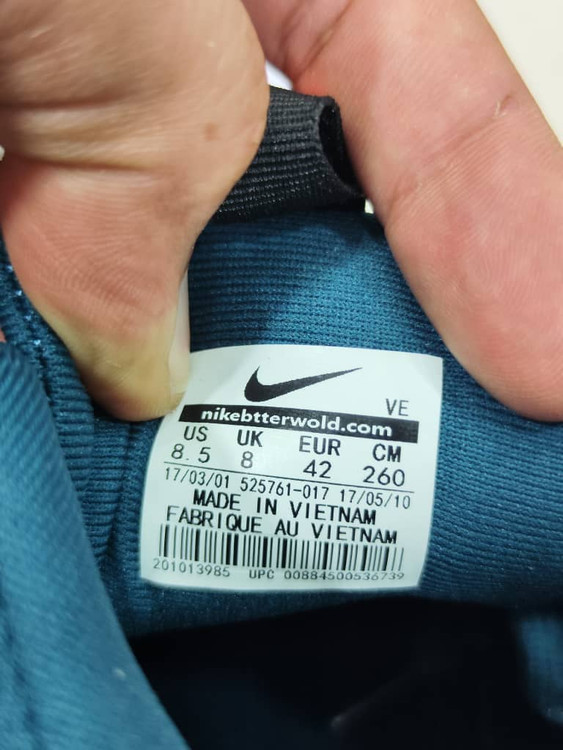 VE
nikebtterwold.com
US UK EUR CM
8.5 8 42 260
17/03/01 525761-017 17/05/10
MADE IN VIETNAM
FABRIQUE AU VIETNAM
201013985 UPC 00884500536739